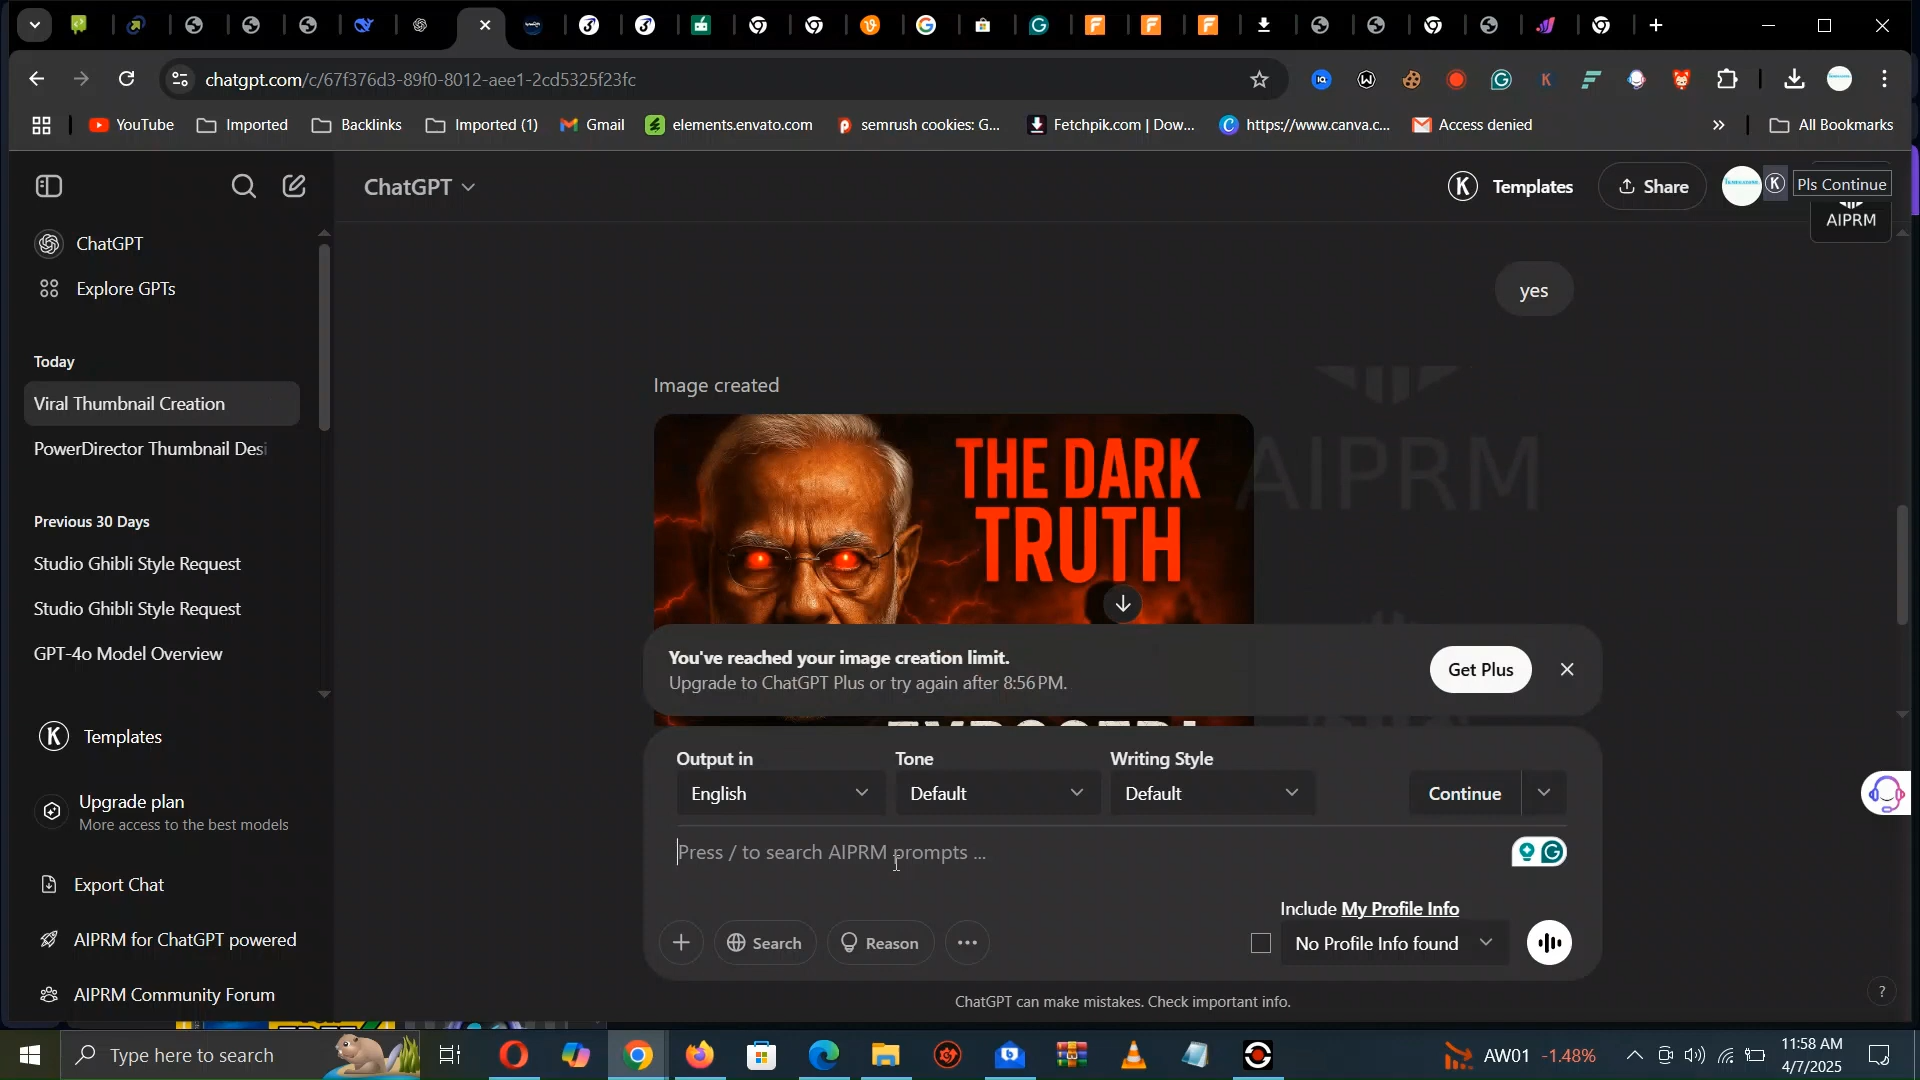 chatgpt.com/c/67f376d3-89f0-8012-aee1-2cd5325f23fc
YouTube
Imported
Backlinks
Imported (1)
Gmail
elements.envato.com
semrush cookies: G...
Fetchpik.com | Dow...
https://www.canva.c...
Access denied
All Bookmarks
ChatGPT
Templates
Share
Pls Continue
AIPRM
ChatGPT
Explore GPTs
Today
Viral Thumbnail Creation
PowerDirector Thumbnail Desi
Previous 30 Days
Studio Ghibli Style Request
Studio Ghibli Style Request
GPT-4o Model Overview
Templates
Upgrade plan
More access to the best models
Export Chat
AIPRM for ChatGPT powered
AIPRM Community Forum
yes
Image created
AIPRM
THE DARK
TRUTH
You've reached your image creation limit.
Upgrade to ChatGPT Plus or try again after 8:56 PM.
Get Plus
Output in
Tone
Writing Style
English
Default
Default
Continue
Press / to search AIPRM prompts ...
Include My Profile Info
Search
Reason
No Profile Info found
ChatGPT can make mistakes. Check important info.
?
Type here to search
AW01 -1.48%
11:58 AM
4/7/2025